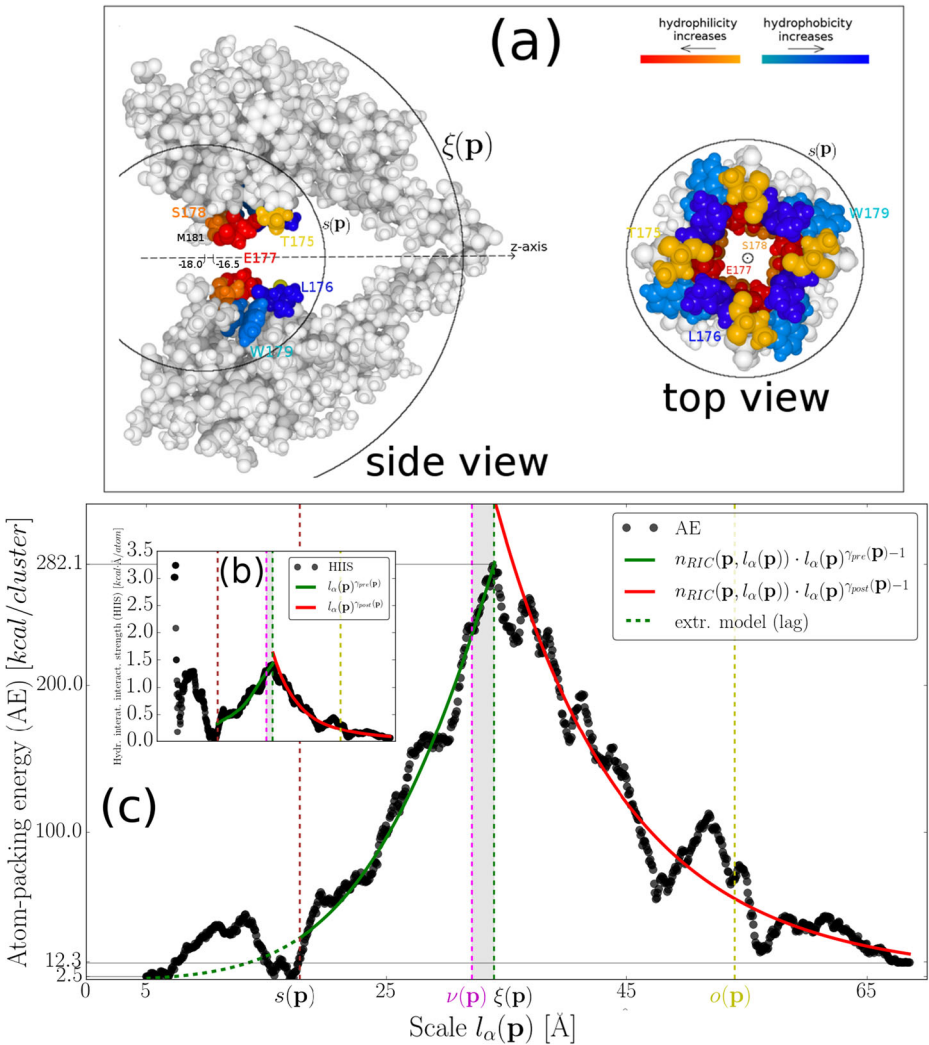 (a)
hydrophilicity increases
hydrophobicity increases
ξ(p)
s(p)
S178
M181
T175
E177
-18.0
-16.5
z-axis
L176
W179
side view
s(p)
W179
T175
S178
E177
L176
top view
Atom-packing energy (AE) [kcal/cluster]
282.1
200.0
100.0
12.3
2.5
Hydr. interat. interact. strength (HIIS) [kcal·Å/atom]
3.5
3.0
2.5
2.0
1.5
1.0
0.5
0.0
(b)
HIIS
l_α(p)^{γ_pre(p)}
l_α(p)^{γ_post(p)}
AE
n_RIC(p, l_α(p)) · l_α(p)^{γ_pre(p)−1}
n_RIC(p, l_α(p)) · l_α(p)^{γ_post(p)−1}
extr. model (lag)
(c)
0
5
s(p)
25
ν(p)
ξ(p)
45
o(p)
65
Scale l_α(p) [Å]